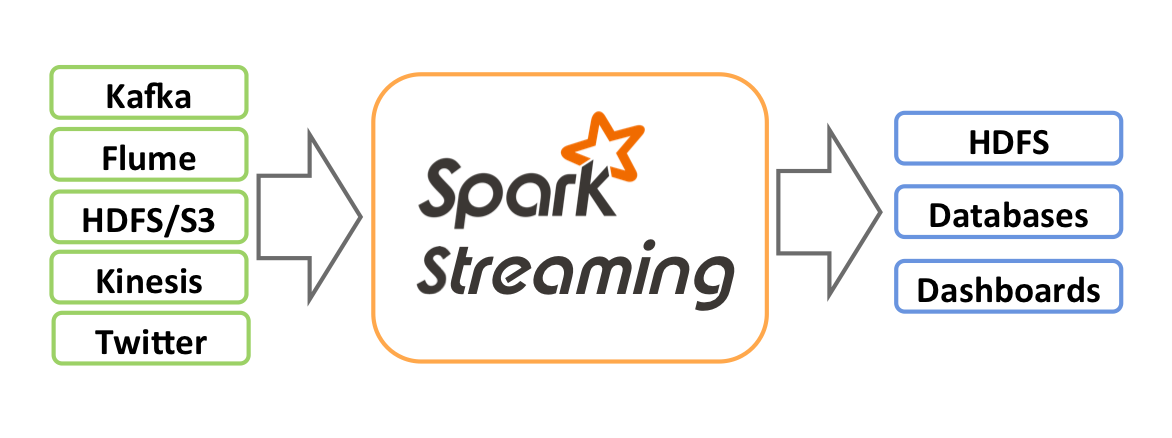 Kafka
Flume
HDFS/S3
Kinesis
Twitter
Spark
Streaming
HDFS
Databases
Dashboards